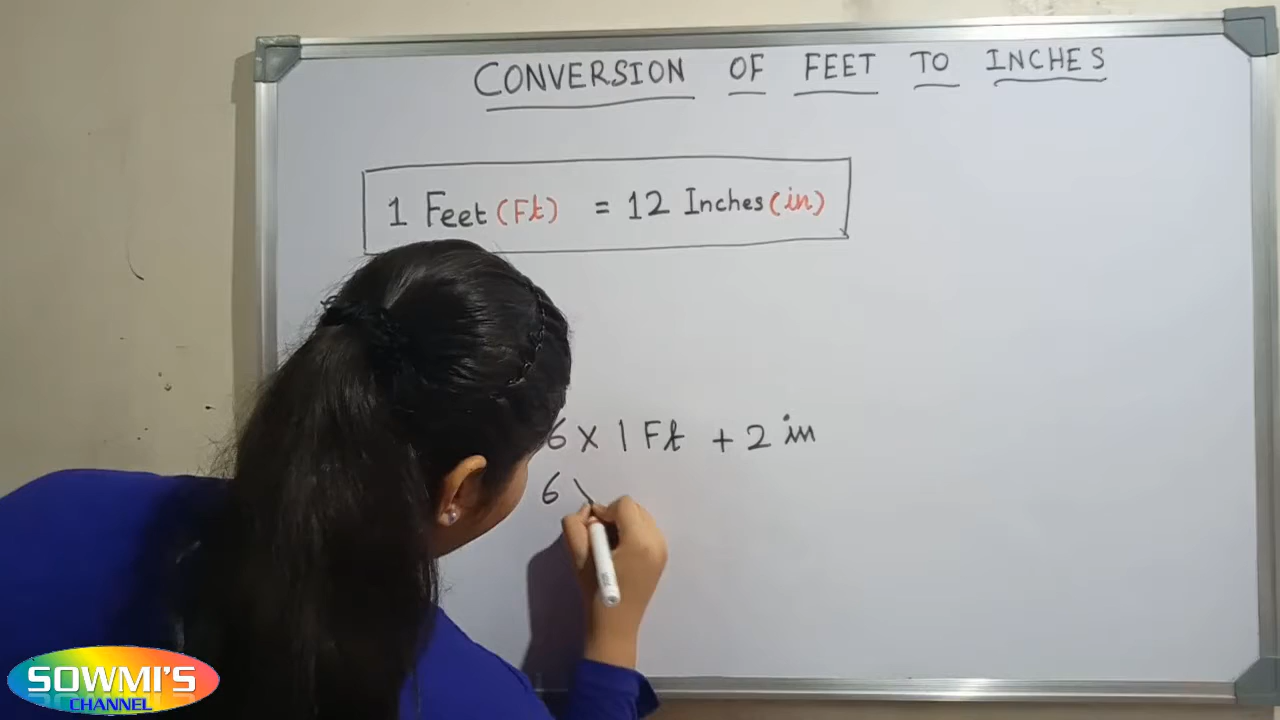 CONVERSION OF FEET TO INCHES
1 Feet (Ft) = 12 Inches (in)
6 X 1 Ft + 2 in
6
SOWMI'S
CHANNEL